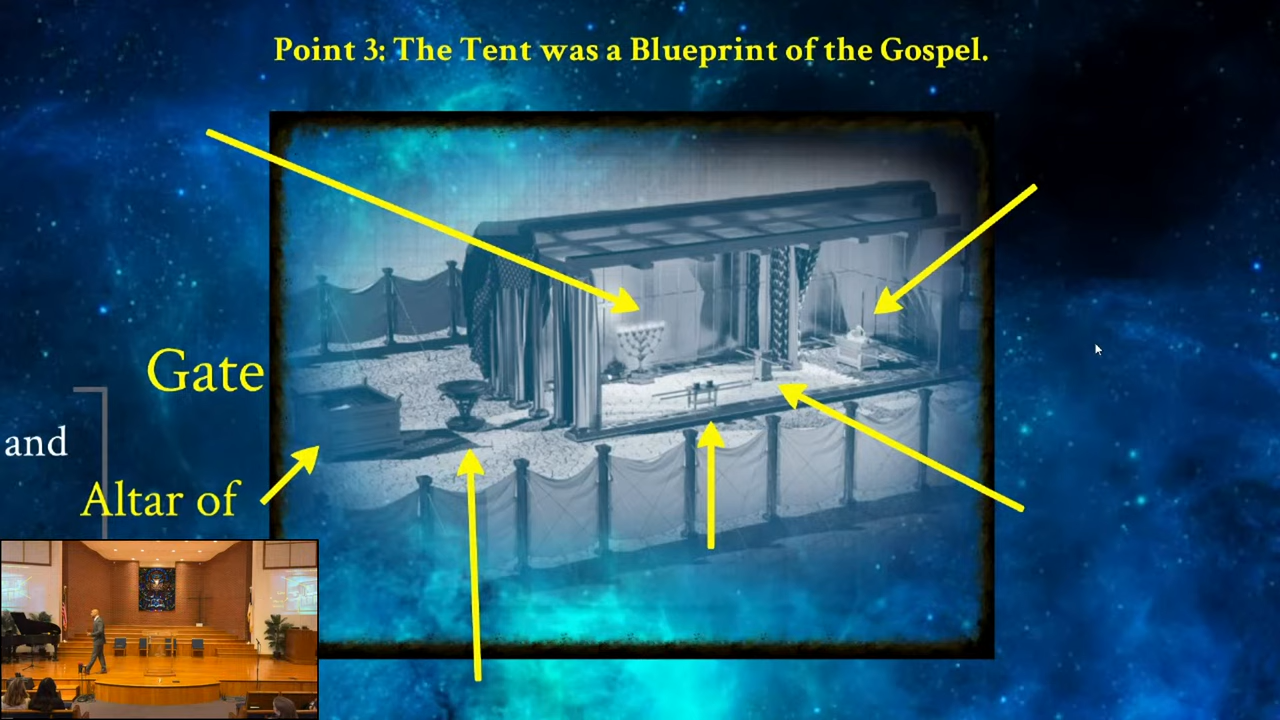 Point 3: The Tent was a Blueprint of the Gospel.
Gate
and
Altar of